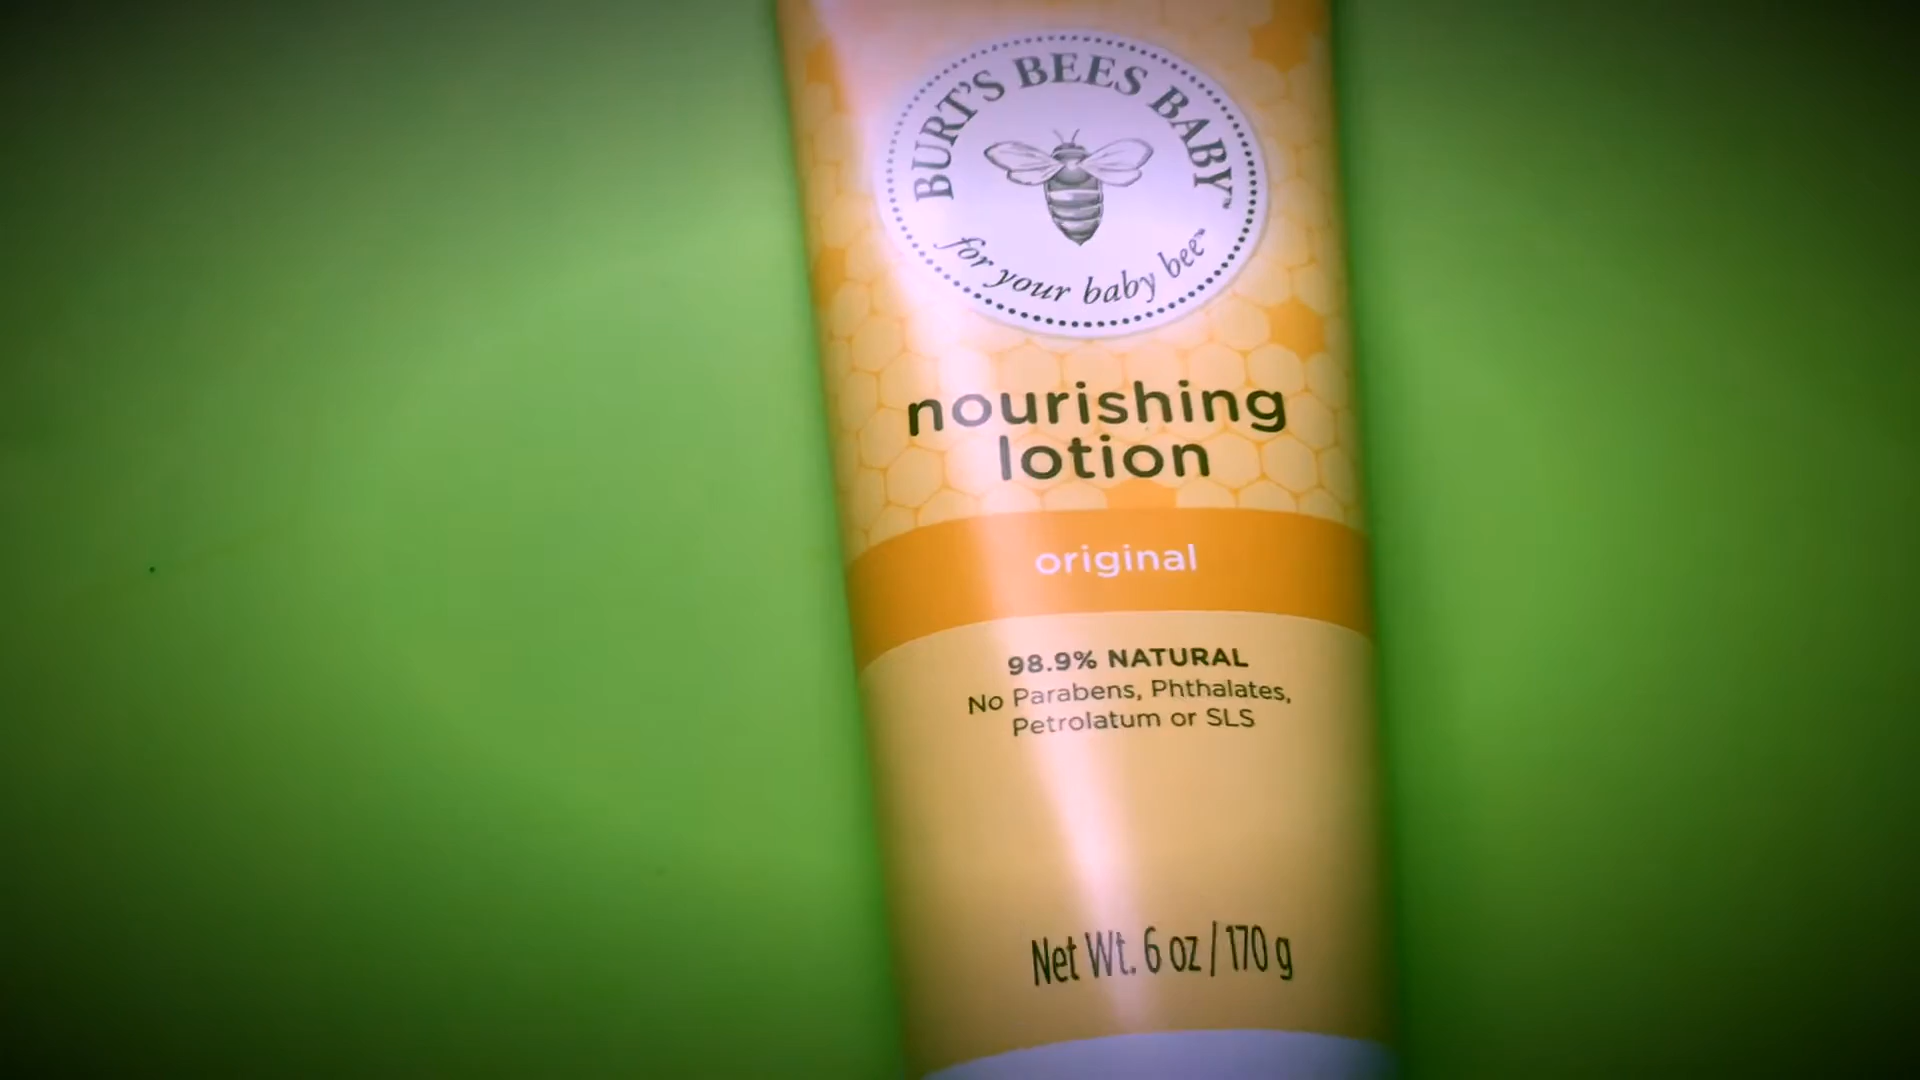 BURT'S BEES BABY™
for your baby bee™
nourishing
lotion
original
98.9% NATURAL
No Parabens, Phthalates,
Petrolatum or SLS
Net Wt. 6 oz / 170 g